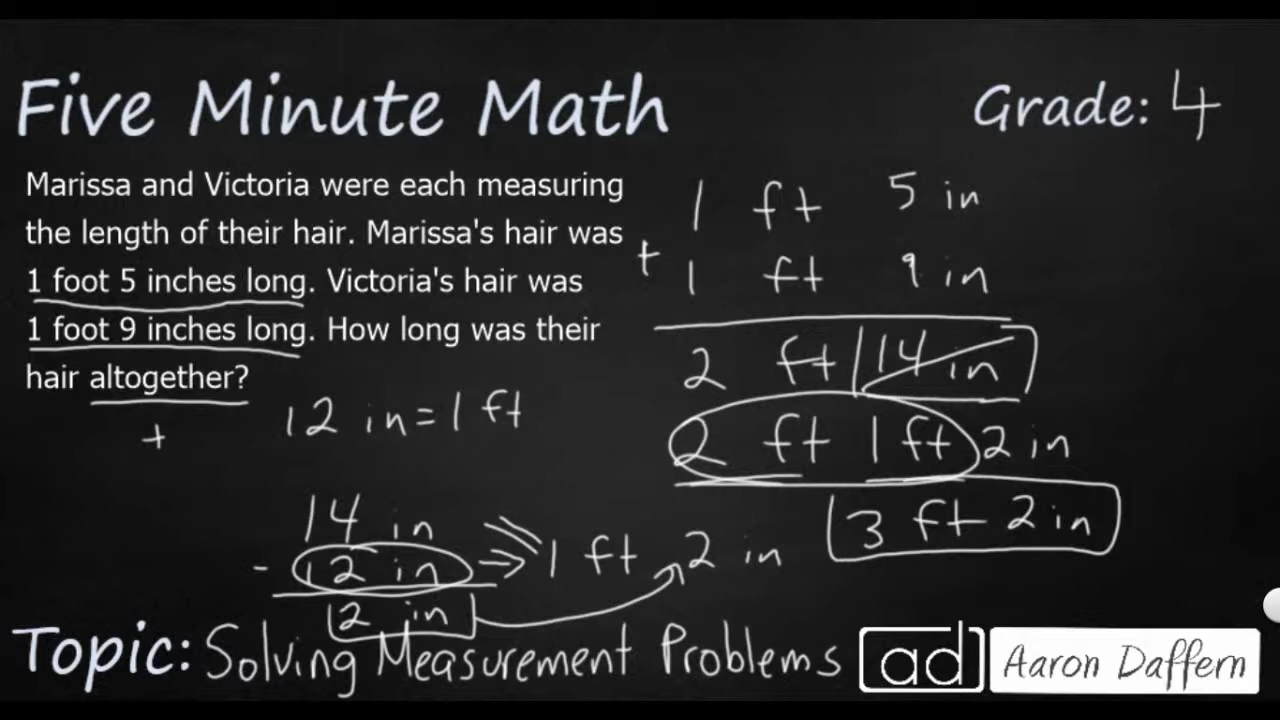 Five Minute Math
Grade: 4
Marissa and Victoria were each measuring
the length of their hair. Marissa's hair was
1 foot 5 inches long. Victoria's hair was
1 foot 9 inches long. How long was their
hair altogether?
+
12 in = 1 ft
14 in
- 12 in
2 in
1 ft 2 in
1 ft 5 in
+ 1 ft 9 in
2 ft 14 in
2 ft 1 ft 2 in
3 ft 2 in
Topic: Solving Measurement Problems
ad Aaron Daffern